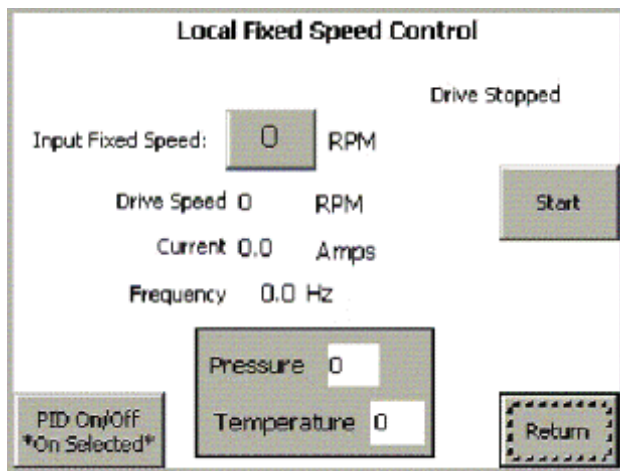 Local Fixed Speed Control
Drive Stopped
Input Fixed Speed: 0 RPM
Drive Speed 0 RPM
Start
Current 0.0 Amps
Frequency 0.0 Hz
Pressure 0
Temperature 0
PID On/Off
*On Selected*
Return